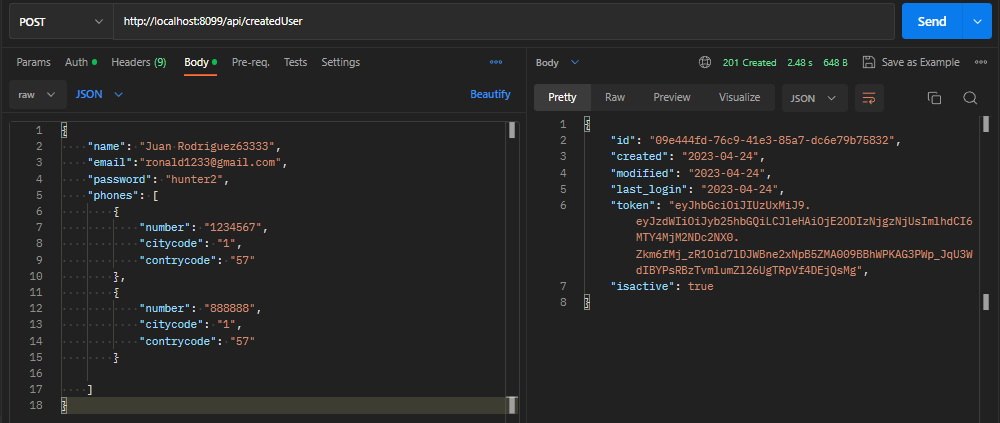 POST http://localhost:8099/api/createdUser Send
Params Auth Headers (9) Body Pre-req. Tests Settings
raw JSON Beautify
1 {
2 "name": "Juan Rodriguez63333",
3 "email":"ronald1233@gmail.com",
4 "password": "hunter2",
5 "phones": [
6 {
7 "number": "1234567",
8 "citycode": "1",
9 "contrycode": "57"
10 },
11 {
12 "number": "888888",
13 "citycode": "1",
14 "contrycode": "57"
15 }
16
17 ]
18 }
Body 201 Created 2.48 s 648 B Save as Example
Pretty Raw Preview Visualize JSON
1 {
2 "id": "09e444fd-76c9-41e3-85a7-dc6e79b75832",
3 "created": "2023-04-24",
4 "modified": "2023-04-24",
5 "last_login": "2023-04-24",
6 "token": "eyJhbGciOiJIUzUxMiJ9.
eyJzdWIiOiJyb25hbGQiLCJleHAiOjE2ODIzNjgzNjUsImlhdCI6
MTY4MjM2NDc2NX0.
Zkm6fMj_zR1Oid7lDJWBne2xNpB5ZMA009BBhWPKAG3PWp_JqU3W
dIBYPsRBzTvmlumZl26UgTRpVf4DEjQsMg",
7 "isactive": true
8 }